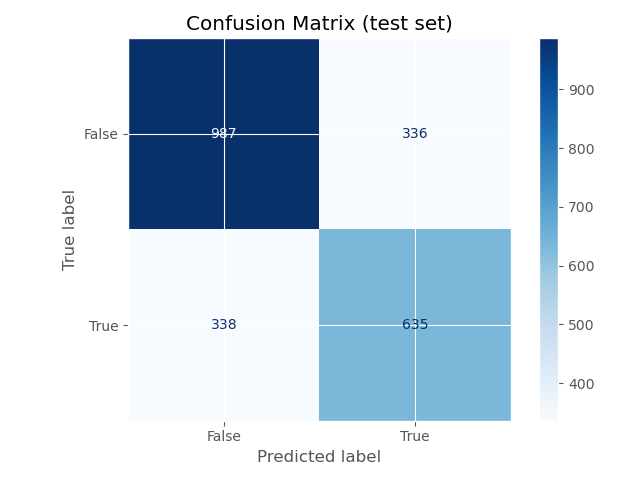 Confusion Matrix (test set)
True label
False
True
987
336
338
635
False
True
Predicted label
900
800
700
600
500
400